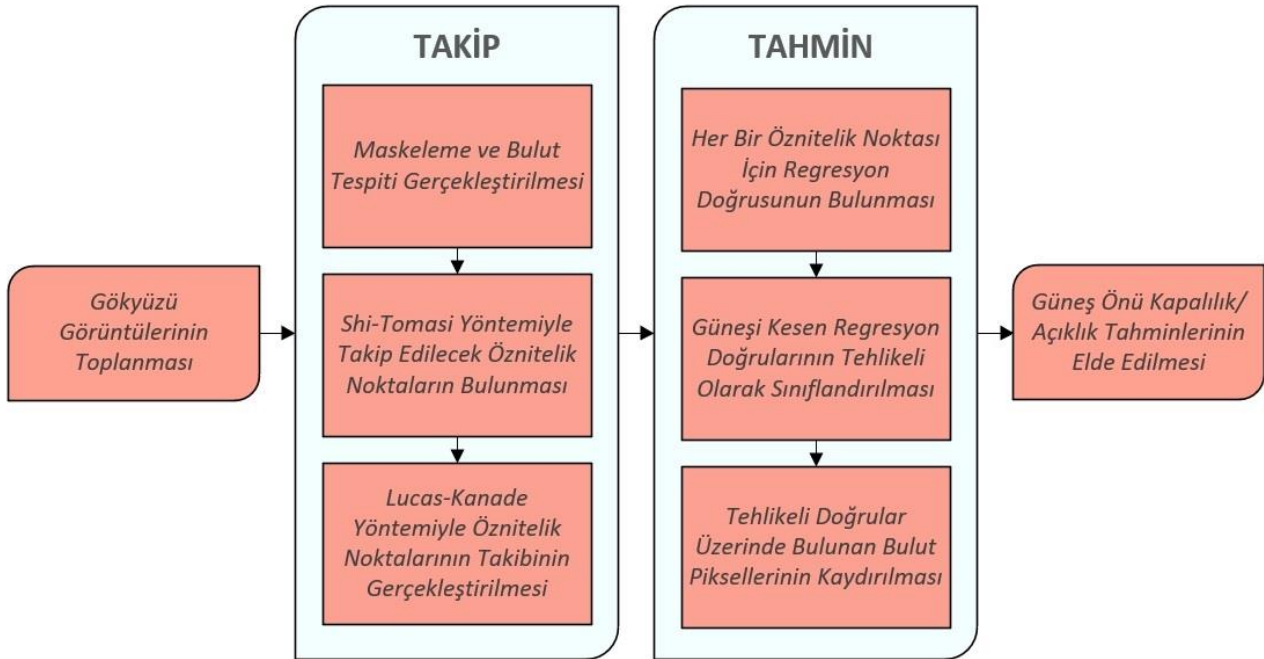 Gökyüzü
Görüntülerinin
Toplanması
TAKİP
Maskeleme ve Bulut
Tespiti Gerçekleştirilmesi
Shi-Tomasi Yöntemiyle
Takip Edilecek Öznitelik
Noktaların Bulunması
Lucas-Kanade
Yöntemiyle Öznitelik
Noktalarının Takibinin
Gerçekleştirilmesi
TAHMİN
Her Bir Öznitelik Noktası
İçin Regresyon
Doğrusunun Bulunması
Güneşi Kesen Regresyon
Doğrularının Tehlikeli
Olarak Sınıflandırılması
Tehlikeli Doğrular
Üzerinde Bulunan Bulut
Piksellerinin Kaydırılması
Güneş Önü Kapalılık/
Açıklık Tahminlerinin
Elde Edilmesi